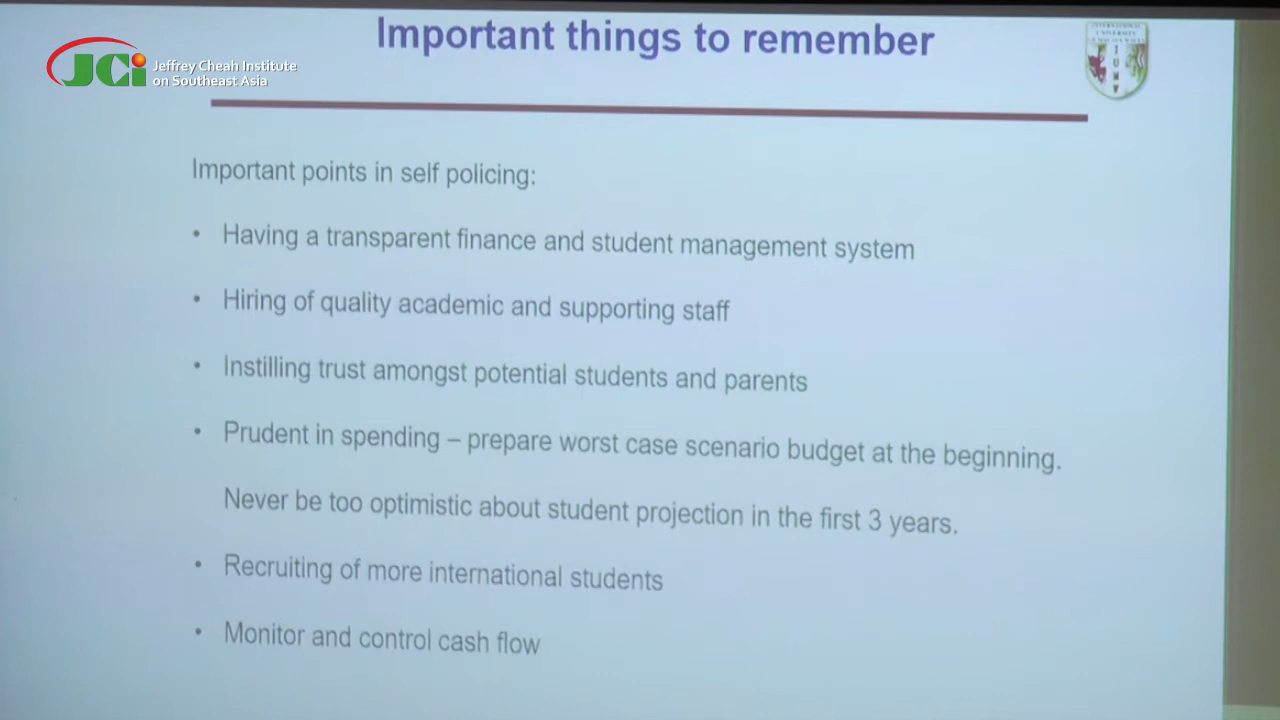 Important things to remember
JCi Jeffrey Cheah Institute
on Southeast Asia
Important points in self policing:
• Having a transparent finance and student management system
• Hiring of quality academic and supporting staff
• Instilling trust amongst potential students and parents
• Prudent in spending – prepare worst case scenario budget at the beginning.
Never be too optimistic about student projection in the first 3 years.
• Recruiting of more international students
• Monitor and control cash flow